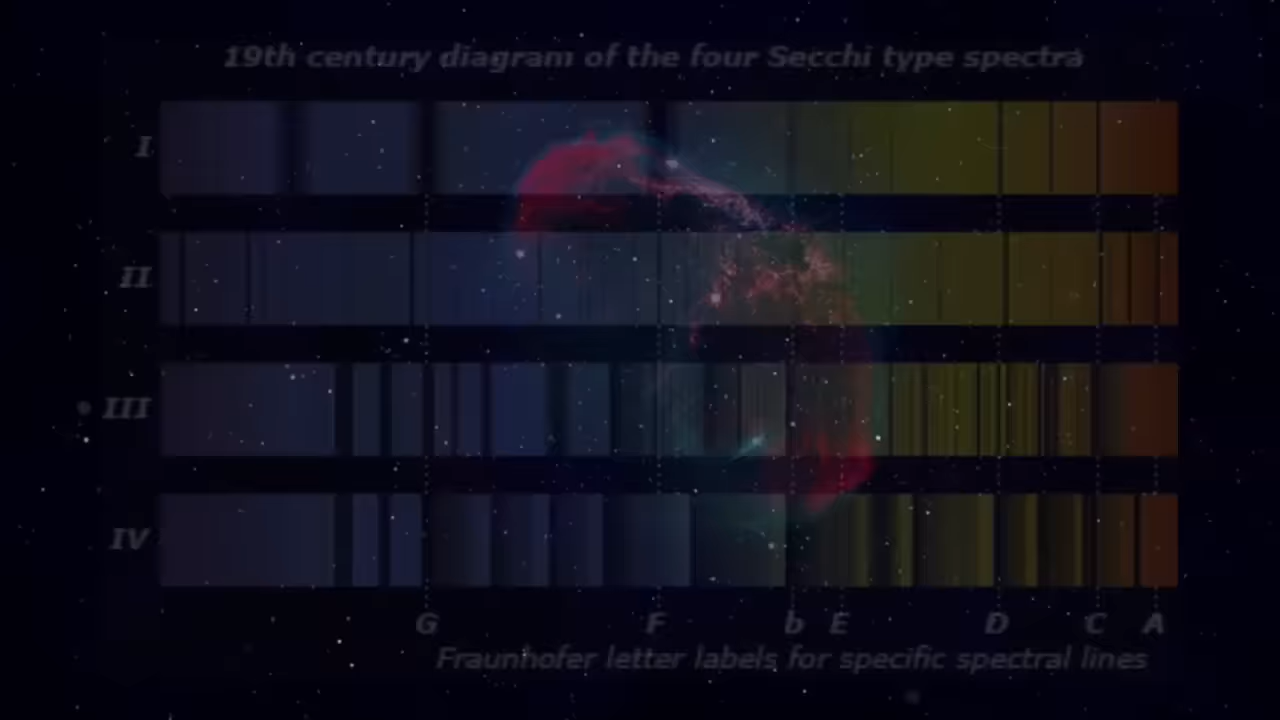 19th century diagram of the four Secchi type spectra
I
II
III
IV
G F b E D C A
Fraunhofer letter labels for specific spectral lines